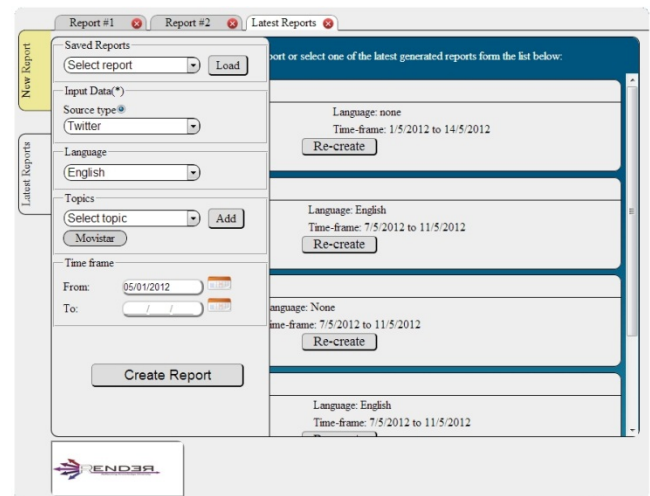 Report #1
Report #2
Latest Reports
New Report
Latest Reports
Saved Reports
Select report
Load
Input Data(*)
Source type
Twitter
Language
English
Topics
Select topic
Add
Movistar
Time frame
From: 05/01/2012
To: / /
Create Report
ort or select one of the latest generated reports form the list below:
Language: none
Time-frame: 1/5/2012 to 14/5/2012
Re-create
Language: English
Time-frame: 7/5/2012 to 11/5/2012
Re-create
anguage: None
ime-frame: 7/5/2012 to 11/5/2012
Re-create
Language: English
Time-frame: 7/5/2012 to 11/5/2012
RENDER